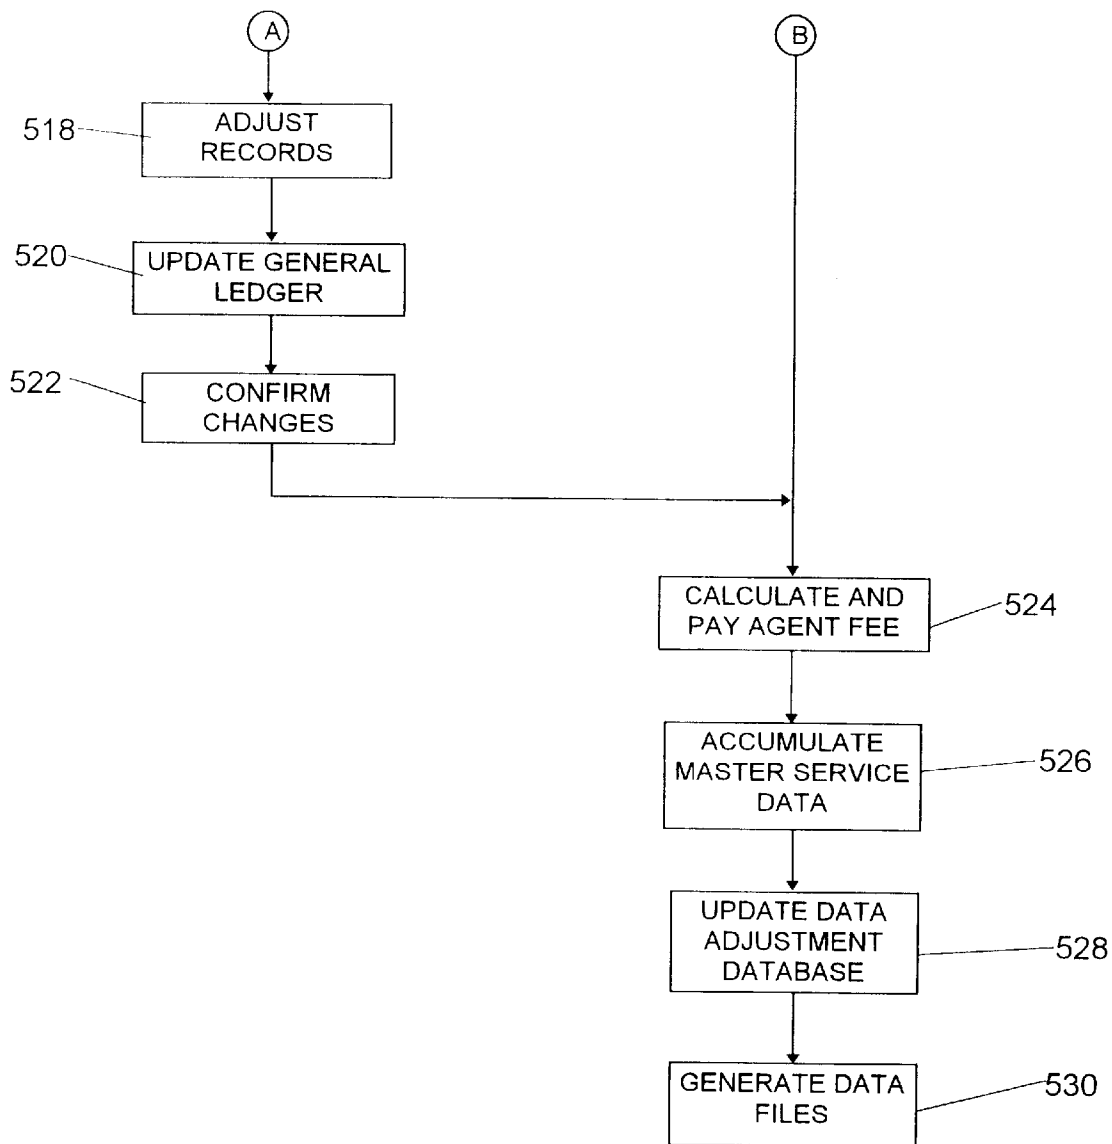 A
B
518
ADJUST
RECORDS
520
UPDATE GENERAL
LEDGER
522
CONFIRM
CHANGES
CALCULATE AND
PAY AGENT FEE
524
ACCUMULATE
MASTER SERVICE
DATA
526
UPDATE DATA
ADJUSTMENT
DATABASE
528
GENERATE DATA
FILES
530